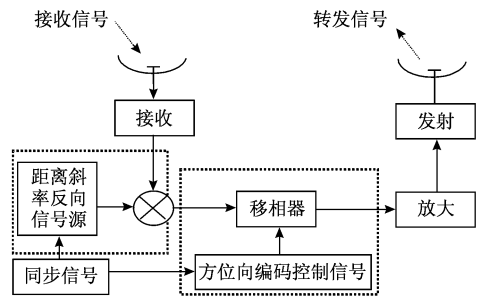 接收信号
转发信号
接收
发射
距离斜
率反向
信号源
移相器
放大
同步信号
方位向编码控制信号